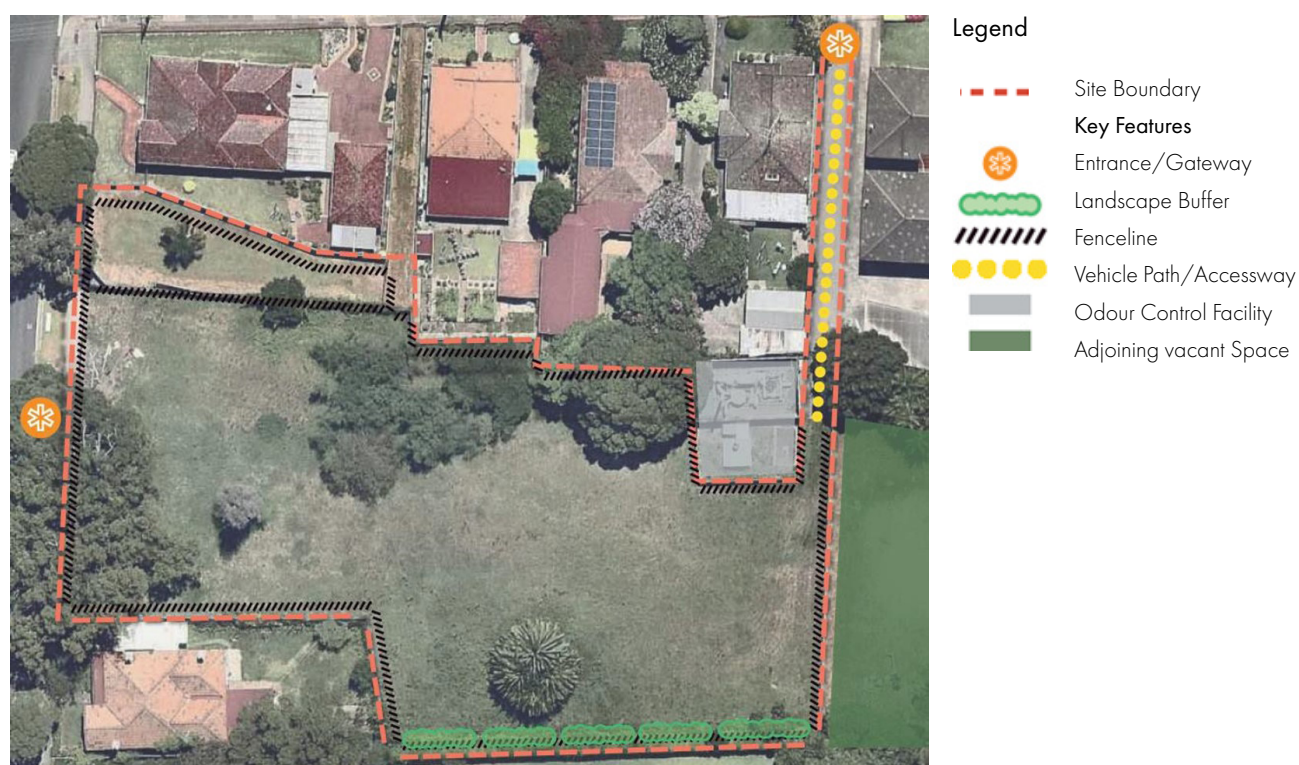 Legend
Site Boundary
Key Features
Entrance/Gateway
Landscape Buffer
Fenceline
Vehicle Path/Accessway
Odour Control Facility
Adjoining vacant Space